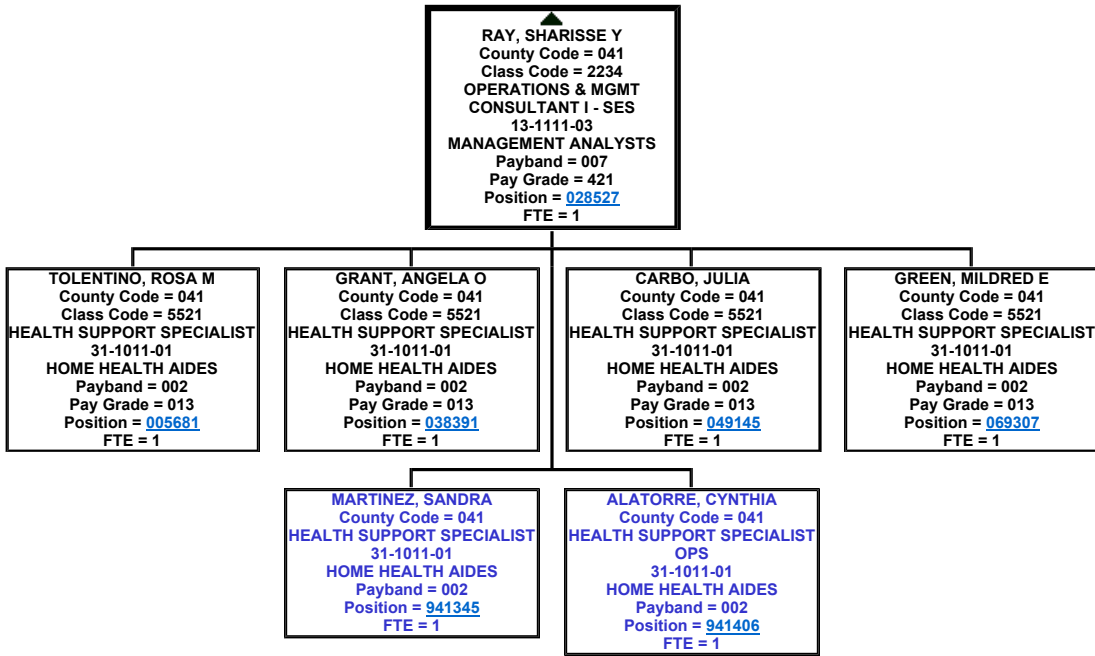 RAY, SHARISSE Y
County Code = 041
Class Code = 2234
OPERATIONS & MGMT
CONSULTANT I - SES
13-1111-03
MANAGEMENT ANALYSTS
Payband = 007
Pay Grade = 421
Position = 028527
FTE = 1
TOLENTINO, ROSA M
County Code = 041
Class Code = 5521
HEALTH SUPPORT SPECIALIST
31-1011-01
HOME HEALTH AIDES
Payband = 002
Pay Grade = 013
Position = 005681
FTE = 1
GRANT, ANGELA O
County Code = 041
Class Code = 5521
HEALTH SUPPORT SPECIALIST
31-1011-01
HOME HEALTH AIDES
Payband = 002
Pay Grade = 013
Position = 038391
FTE = 1
CARBO, JULIA
County Code = 041
Class Code = 5521
HEALTH SUPPORT SPECIALIST
31-1011-01
HOME HEALTH AIDES
Payband = 002
Pay Grade = 013
Position = 049145
FTE = 1
GREEN, MILDRED E
County Code = 041
Class Code = 5521
HEALTH SUPPORT SPECIALIST
31-1011-01
HOME HEALTH AIDES
Payband = 002
Pay Grade = 013
Position = 069307
FTE = 1
MARTINEZ, SANDRA
County Code = 041
HEALTH SUPPORT SPECIALIST
31-1011-01
HOME HEALTH AIDES
Payband = 002
Position = 941345
FTE = 1
ALATORRE, CYNTHIA
County Code = 041
HEALTH SUPPORT SPECIALIST
OPS
31-1011-01
HOME HEALTH AIDES
Payband = 002
Position = 941406
FTE = 1